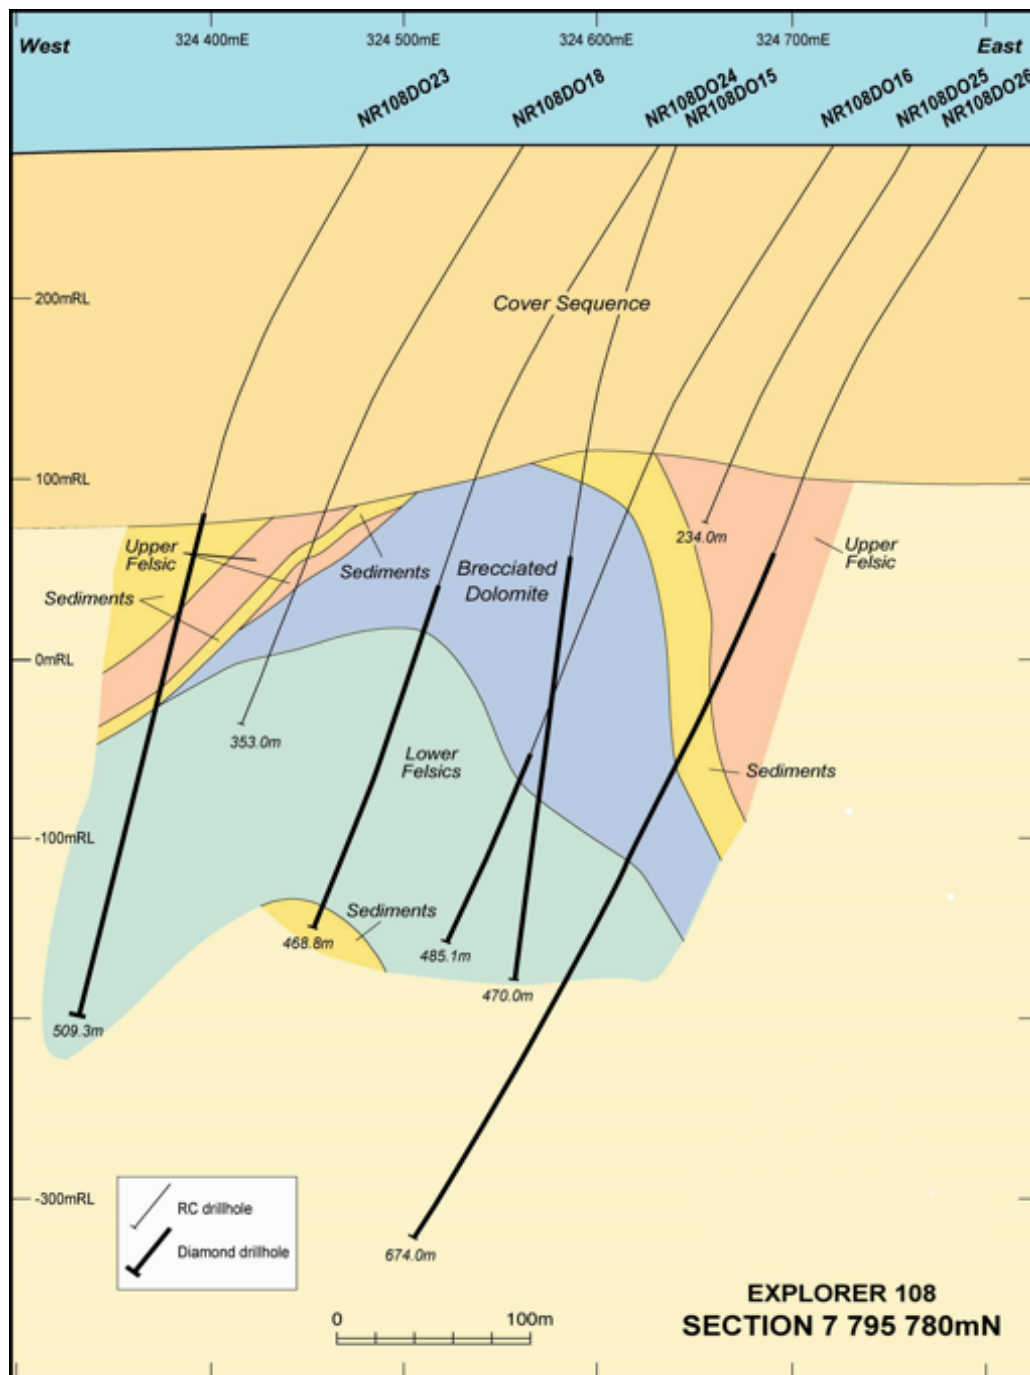 West
324 400mE
324 500mE
324 600mE
324 700mE
East
NR108DO23
NR108DO18
NR108DO24
NR108DO15
NR108DO16
NR108DO25
NR108DO26
200mRL
Cover Sequence
100mRL
234.0m
Upper
Felsic
Sediments
Sediments
Brecciated
Dolomite
Upper
Felsic
0mRL
353.0m
Lower
Felsics
Sediments
-100mRL
Sediments
468.8m
485.1m
470.0m
509.3m
-300mRL
674.0m
RC drillhole
Diamond drillhole
0
100m
EXPLORER 108
SECTION 7 795 780mN